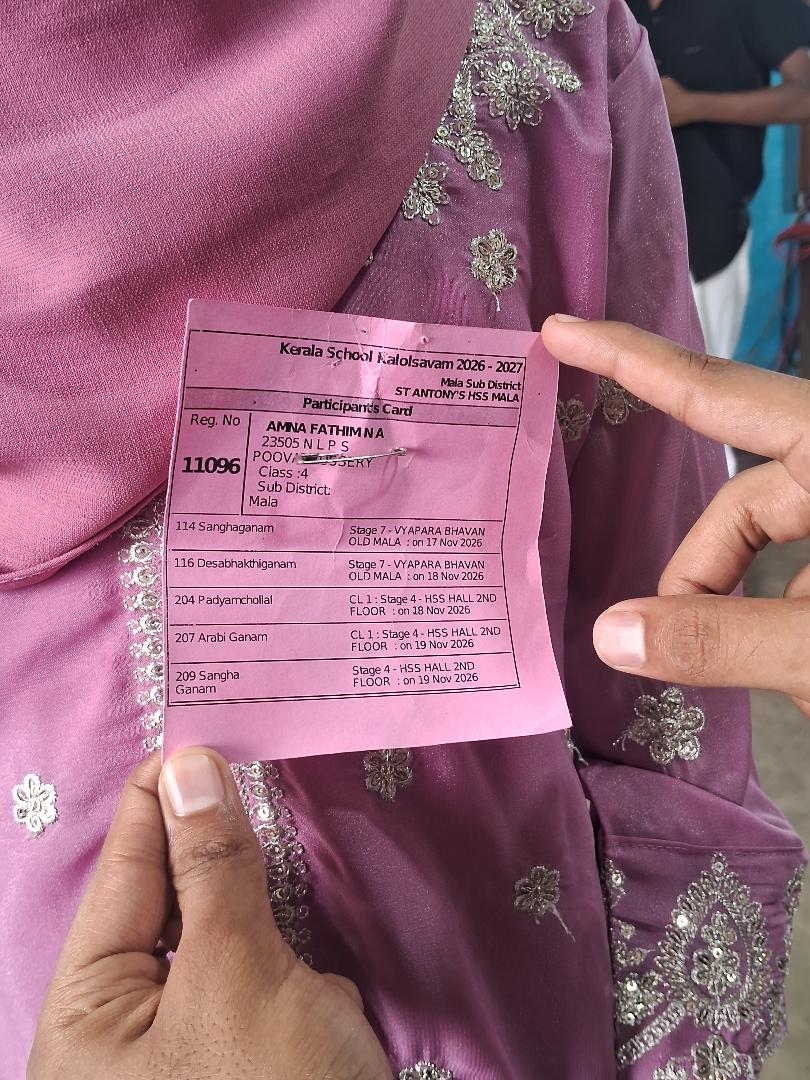 Kerala School Kalolsavam 2026 - 2027
Mala Sub District
ST ANTONY'S HSS MALA
Participant's Card
Reg. No
11096
AMNA FATHIM N A
23505 N L P S
Class :4
Sub District:
Mala
114 Sanghaganam
Stage 7 - VYAPARA BHAVAN
OLD MALA : on 17 Nov 2026
116 Desabhakthiganam
Stage 7 - VYAPARA BHAVAN
OLD MALA : on 18 Nov 2026
204 Padyamchollal
CL 1 : Stage 4 - HSS HALL 2ND
FLOOR : on 18 Nov 2026
207 Arabi Ganam
CL 1 : Stage 4 - HSS HALL 2ND
FLOOR : on 19 Nov 2026
209 Sangha
Ganam
Stage 4 - HSS HALL 2ND
FLOOR : on 19 Nov 2026